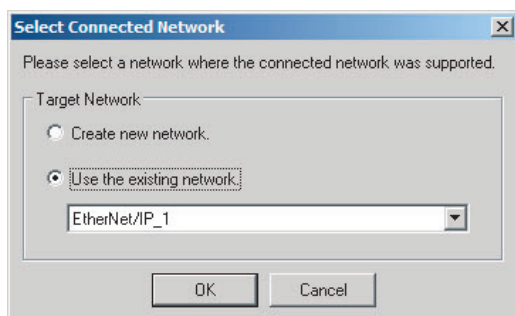 Select Connected Network
Please select a network where the connected network was supported.
Target Network
Create new network.
Use the existing network.
EtherNet/IP_1
OK
Cancel